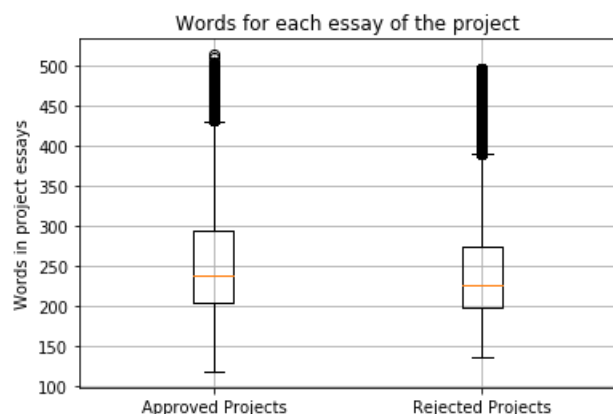 Words for each essay of the project
Words in project essays
500
450
400
350
300
250
200
150
100
Approved Projects
Rejected Projects